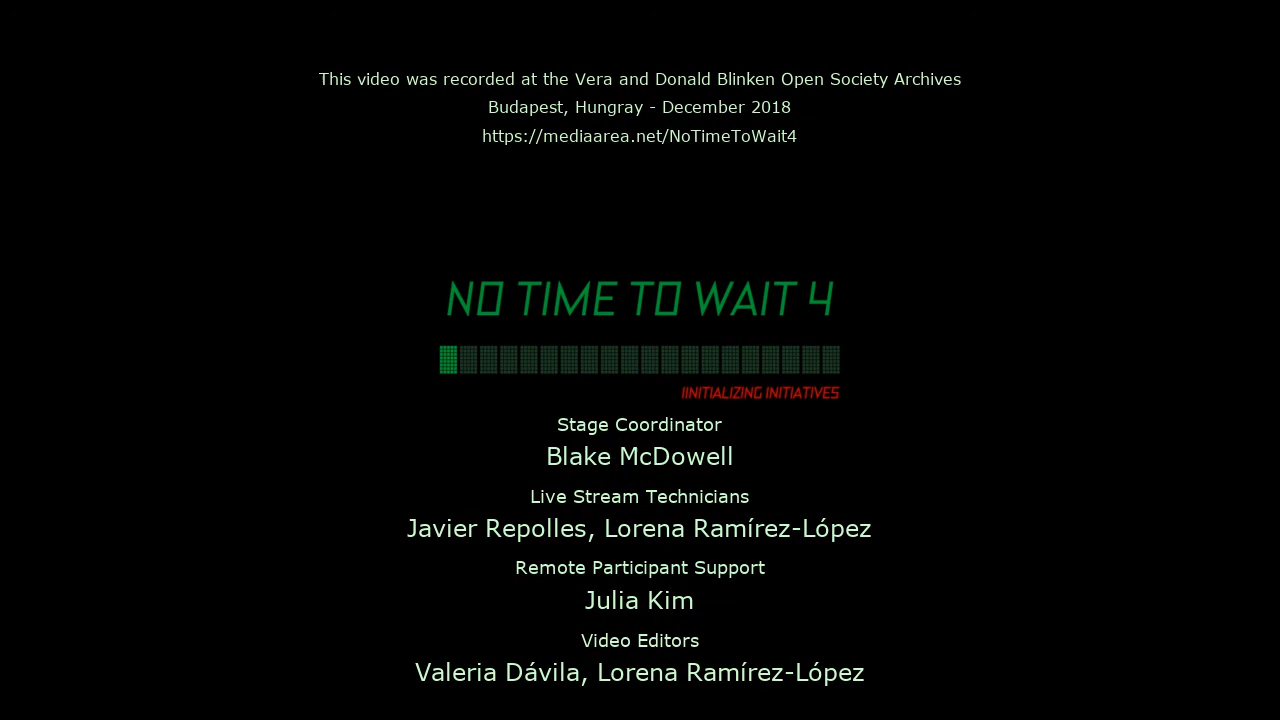 This video was recorded at the Vera and Donald Blinken Open Society Archives
Budapest, Hungray - December 2018
https://mediaarea.net/NoTimeToWait4
NO TIME TO WAIT 4
IINITIALIZING INITIATIVES
Stage Coordinator
Blake McDowell
Live Stream Technicians
Javier Repolles, Lorena Ramírez-López
Remote Participant Support
Julia Kim
Video Editors
Valeria Dávila, Lorena Ramírez-López